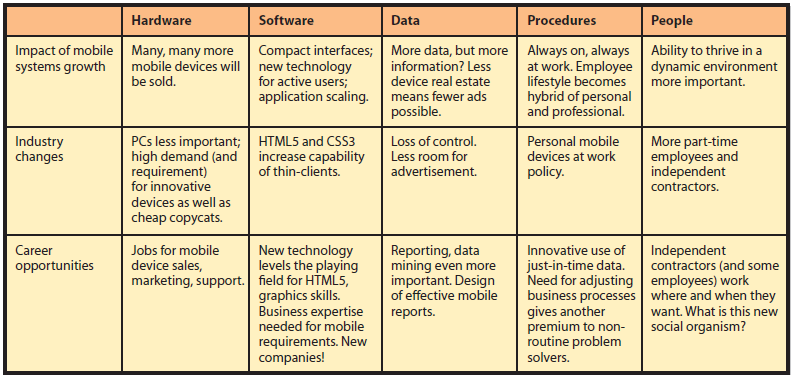 Hardware
Software
Data
Procedures
People
Impact of mobile
systems growth
Many, many more
mobile devices will
be sold.
Compact interfaces;
new technology
for active users;
application scaling.
More data, but more
information? Less
device real estate
means fewer ads
possible.
Always on, always
at work. Employee
lifestyle becomes
hybrid of personal
and professional.
Ability to thrive in a
dynamic environment
more important.
Industry
changes
PCs less important;
high demand (and
requirement)
for innovative
devices as well as
cheap copycats.
HTML5 and CSS3
increase capability
of thin-clients.
Loss of control.
Less room for
advertisement.
Personal mobile
devices at work
policy.
More part-time
employees and
independent
contractors.
Career
opportunities
Jobs for mobile
device sales,
marketing, support.
New technology
levels the playing
field for HTML5,
graphics skills.
Business expertise
needed for mobile
requirements. New
companies!
Reporting, data
mining even more
important. Design
of effective mobile
reports.
Innovative use of
just-in-time data.
Need for adjusting
business processes
gives another
premium to non-
routine problem
solvers.
Independent
contractors (and some
employees) work
where and when they
want. What is this new
social organism?